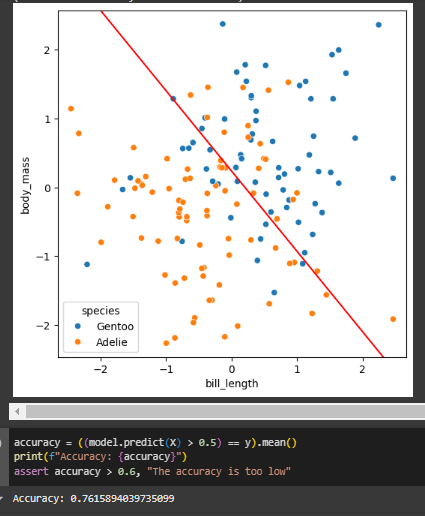 2
1
0
−1
−2
body_mass
species
Gentoo
Adelie
−2
−1
0
1
2
bill_length
accuracy = ((model.predict(X) > 0.5) == y).mean()
print(f"Accuracy: {accuracy}")
assert accuracy > 0.6, "The accuracy is too low"
Accuracy: 0.7615894039735099